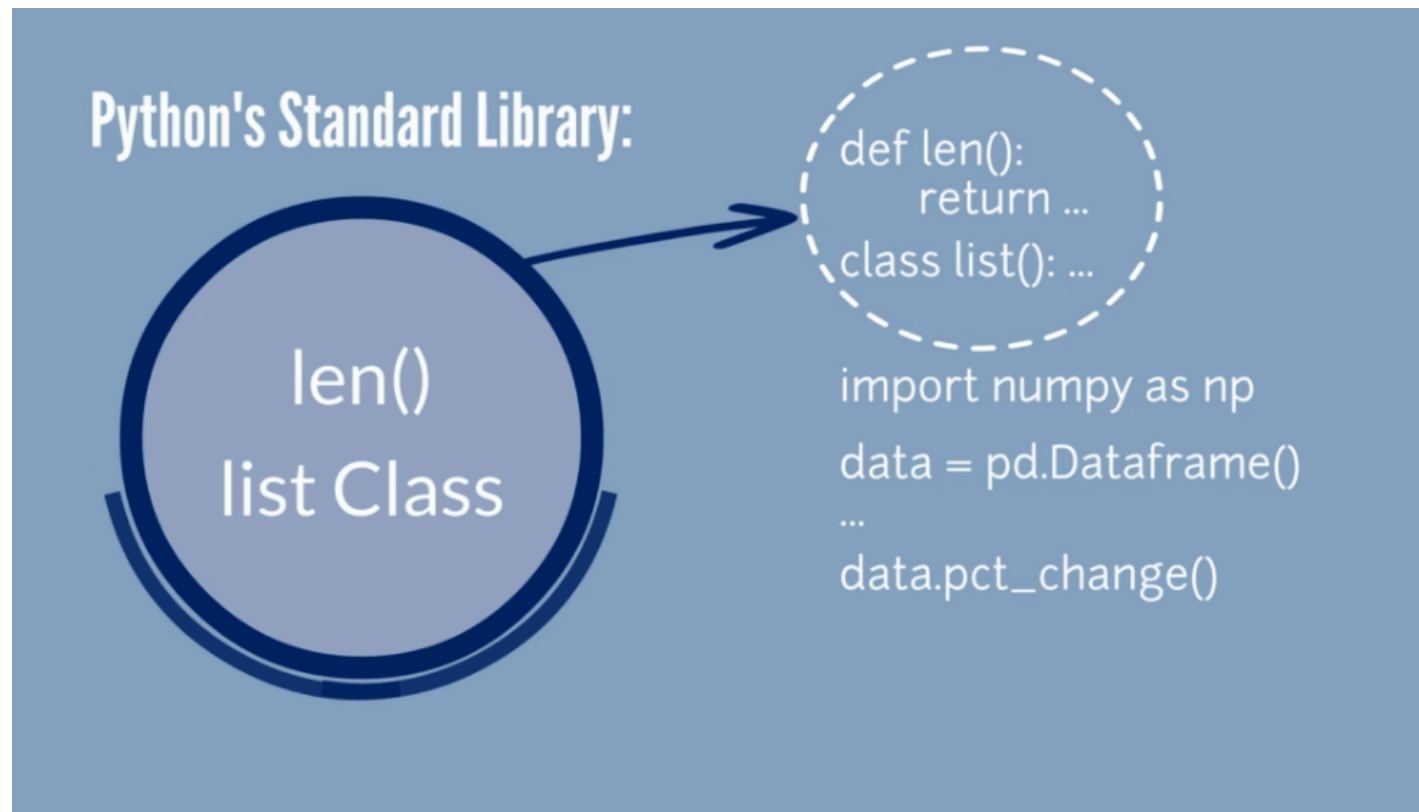 Python's Standard Library:
len()
list Class
def len():
return ...
class list(): ...
import numpy as np
data = pd.Dataframe()
...
data.pct_change()